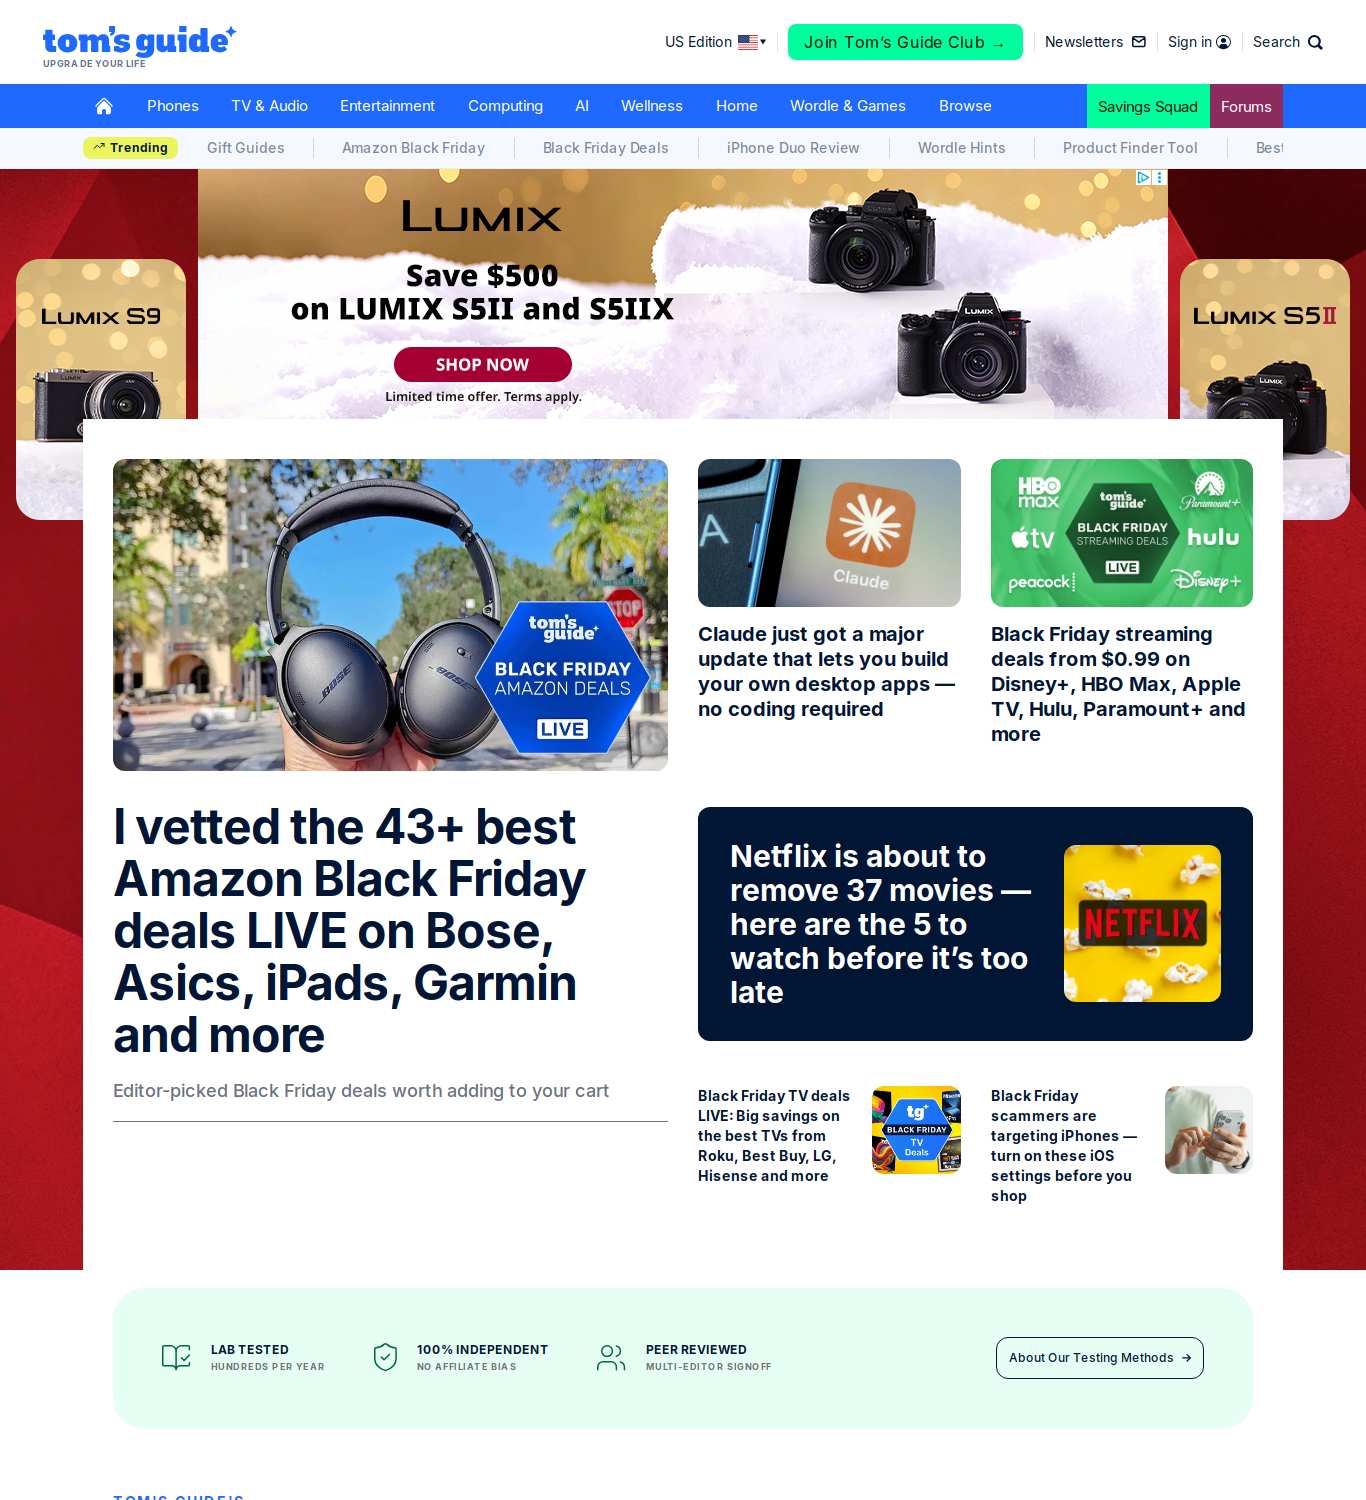 tom's guide
UPGRADE YOUR LIFE
US Edition
Join Tom's Guide Club →
Newsletters
Sign in
Search
Phones
TV & Audio
Entertainment
Computing
AI
Wellness
Home
Wordle & Games
Browse
Savings Squad
Forums
Trending
Gift Guides
Amazon Black Friday
Black Friday Deals
iPhone Duo Review
Wordle Hints
Product Finder Tool
Best
LUMIX
Save $500
on LUMIX S5II and S5IIX
SHOP NOW
Limited time offer. Terms apply.
LUMIX
LUMIX S9
LUMIX
LUMIX S5II
LUMIX
BOSE
BOSE
STOP
tom's
guide
BLACK FRIDAY
AMAZON DEALS
LIVE
I vetted the 43+ best
Amazon Black Friday
deals LIVE on Bose,
Asics, iPads, Garmin
and more
Editor-picked Black Friday deals worth adding to your cart
A
Claude
Claude just got a major
update that lets you build
your own desktop apps —
no coding required
HBO
max
tom's
guide
Paramount+
BLACK FRIDAY
STREAMING DEALS
LIVE
tv
hulu
peacock
Disney+
Black Friday streaming
deals from $0.99 on
Disney+, HBO Max, Apple
TV, Hulu, Paramount+ and
more
Netflix is about to
remove 37 movies —
here are the 5 to
watch before it's too
late
NETFLIX
Black Friday TV deals
LIVE: Big savings on
the best TVs from
Roku, Best Buy, LG,
Hisense and more
tg
BLACK FRIDAY
TV
Deals
Black Friday
scammers are
targeting iPhones —
turn on these iOS
settings before you
shop
LAB TESTED
HUNDREDS PER YEAR
100% INDEPENDENT
NO AFFILIATE BIAS
PEER REVIEWED
MULTI-EDITOR SIGNOFF
About Our Testing Methods →
TOM'S GUIDE'S